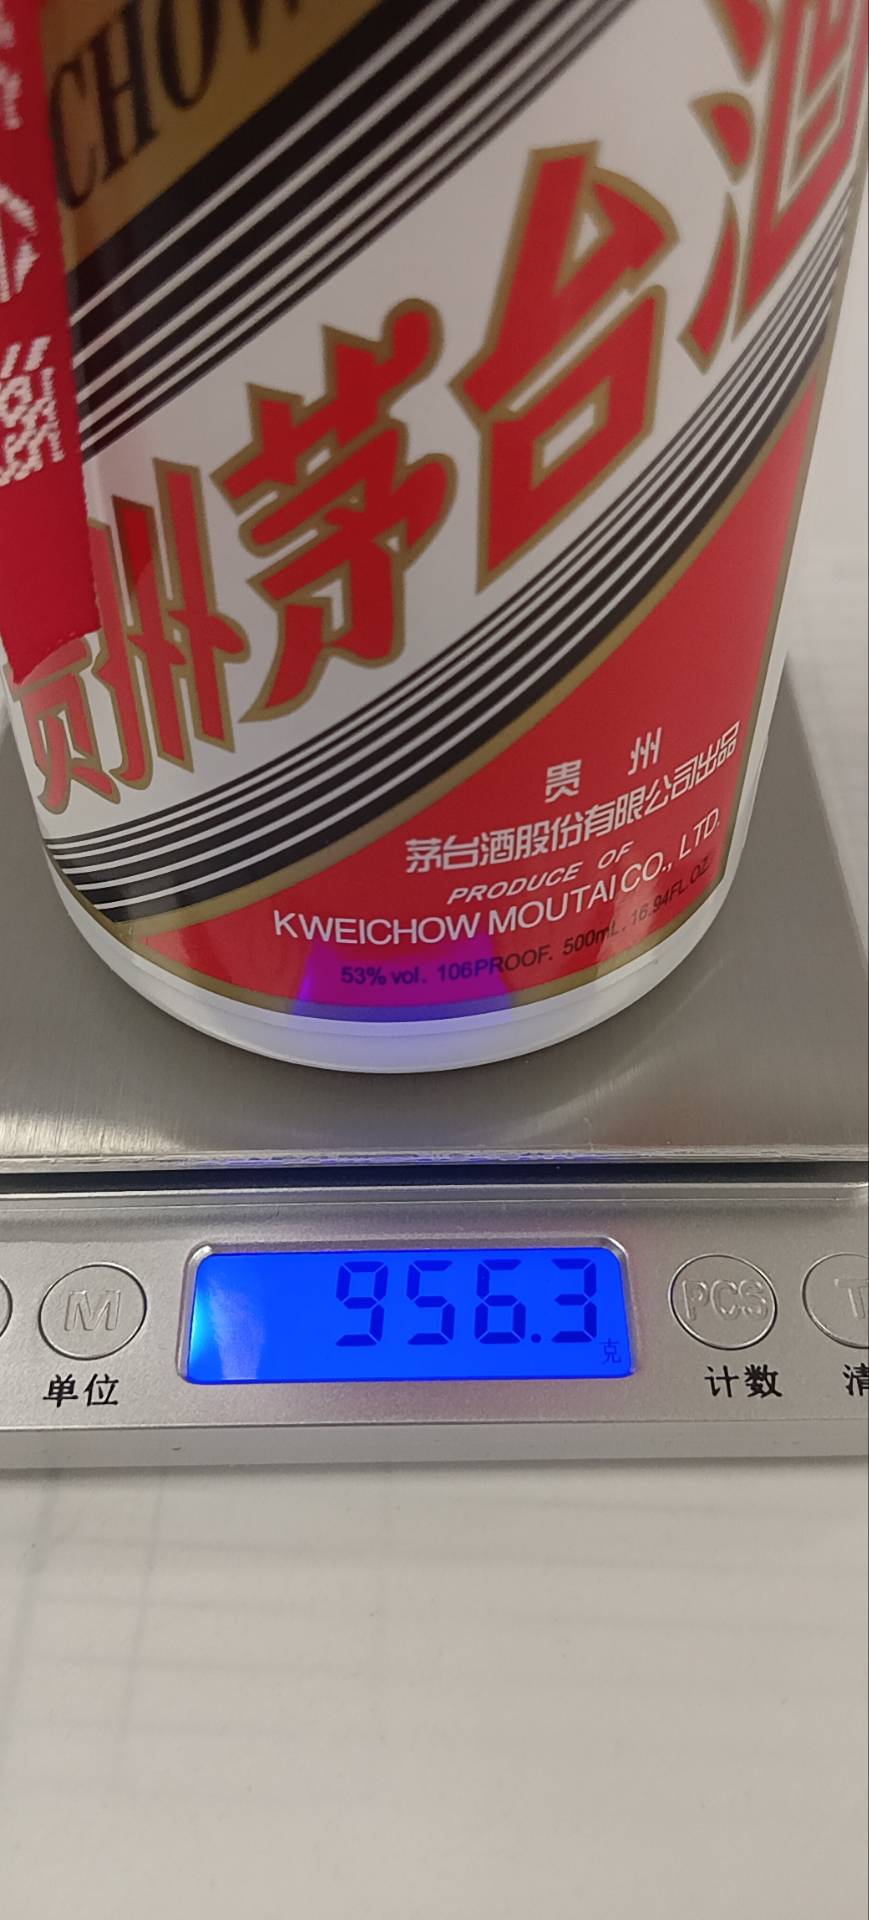 CHOW
贵州茅台酒
贵 州
茅台酒股份有限公司出品
PRODUCE OF
KWEICHOW MOUTAI CO., LTD.
53% vol. 106PROOF. 500mL. 16.94FL.OZ.
956.3
克
M
PCS
T
单位
计数
清